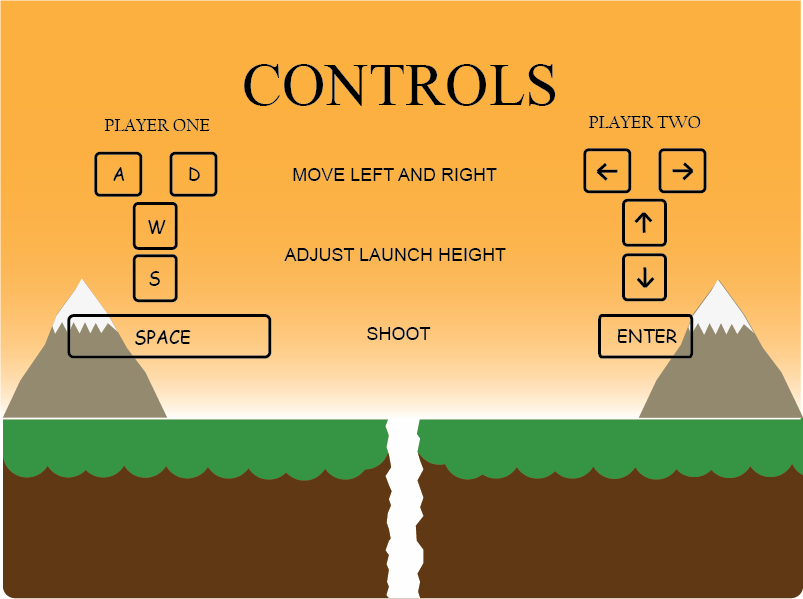 CONTROLS
PLAYER ONE
PLAYER TWO
A D
MOVE LEFT AND RIGHT
← →
W
↑
ADJUST LAUNCH HEIGHT
S
↓
SPACE
SHOOT
ENTER